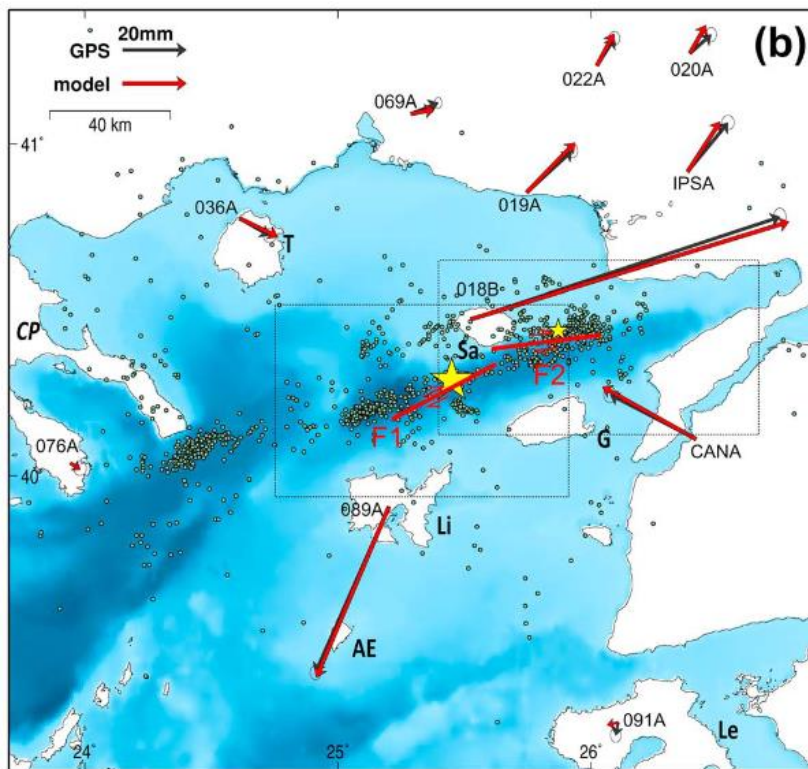 20mm
(b)
GPS
model
40 km
022A
020A
069A
41°
IPSA
019A
036A
T
018B
CP
Sa
F2
F1
G
CANA
076A
40°
089A
Li
AE
091A
Le
24°
25°
26°